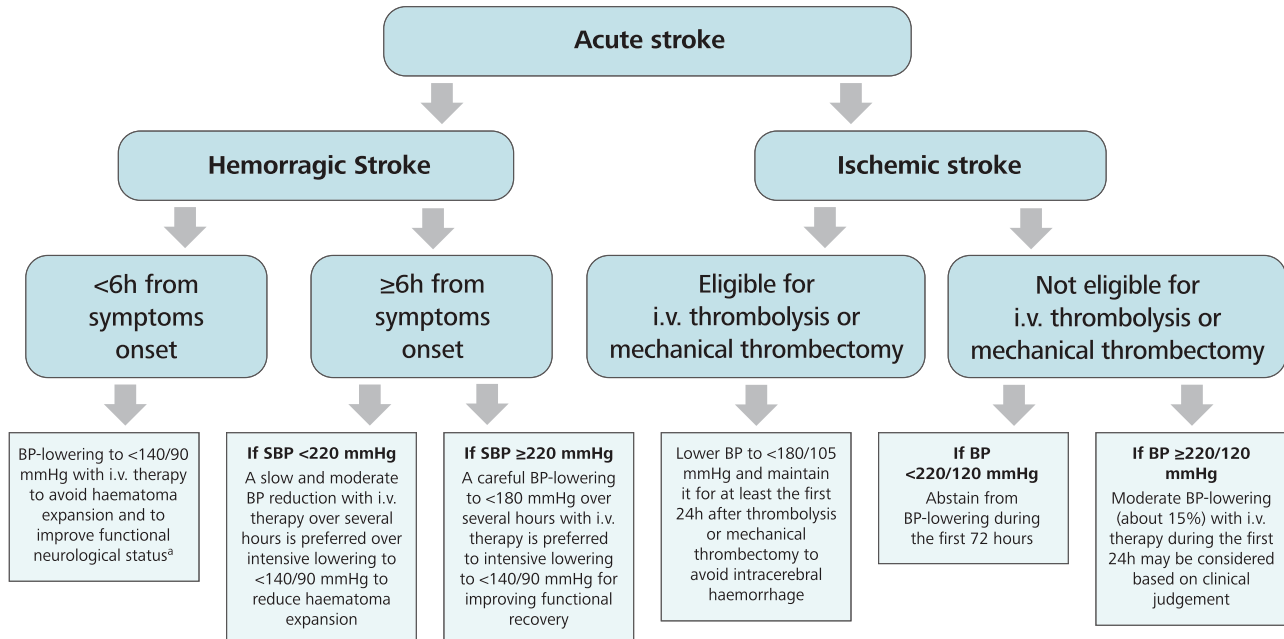 Acute stroke
Hemorragic Stroke
Ischemic stroke
<6h from
symptoms
onset
≥6h from
symptoms
onset
Eligible for
i.v. thrombolysis or
mechanical thrombectomy
Not eligible for
i.v. thrombolysis or
mechanical thrombectomy
BP-lowering to <140/90
mmHg with i.v. therapy
to avoid haematoma
expansion and to
improve functional
neurological statusᵃ
If SBP <220 mmHg
A slow and moderate
BP reduction with i.v.
therapy over several
hours is preferred over
intensive lowering to
<140/90 mmHg to
reduce haematoma
expansion
If SBP ≥220 mmHg
A careful BP-lowering
to <180 mmHg over
several hours with i.v.
therapy is preferred
to intensive lowering
to <140/90 mmHg for
improving functional
recovery
Lower BP to <180/105
mmHg and maintain
it for at least the first
24h after thrombolysis
or mechanical
thrombectomy to
avoid intracerebral
haemorrhage
If BP
<220/120 mmHg
Abstain from
BP-lowering during
the first 72 hours
If BP ≥220/120
mmHg
Moderate BP-lowering
(about 15%) with i.v.
therapy during the first
24h may be considered
based on clinical
judgement